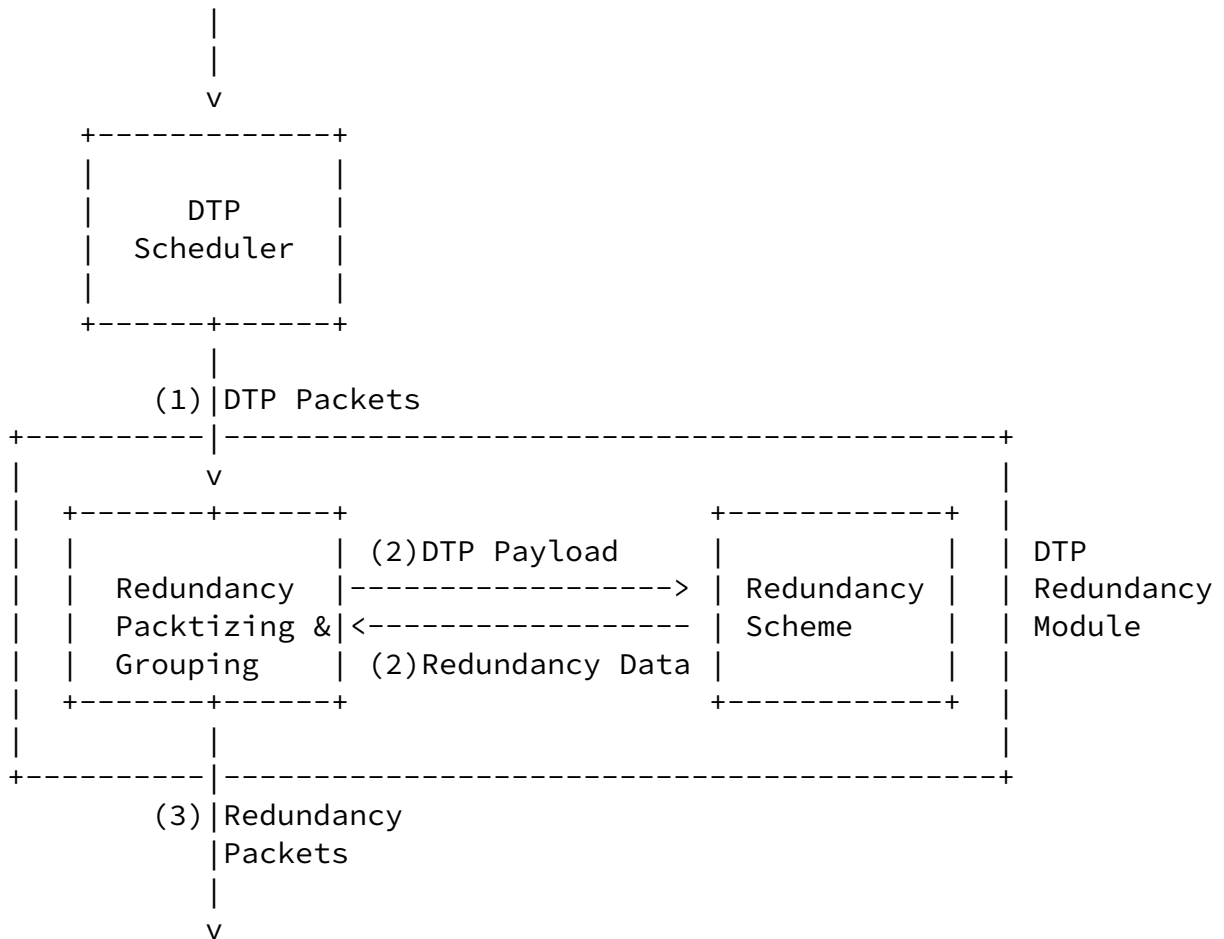 DTP
Scheduler
(1) DTP Packets
(2)DTP Payload DTP
Redundancy Redundancy Redundancy
Packtizing & Scheme Module
Grouping (2)Redundancy Data
(3) Redundancy
Packets